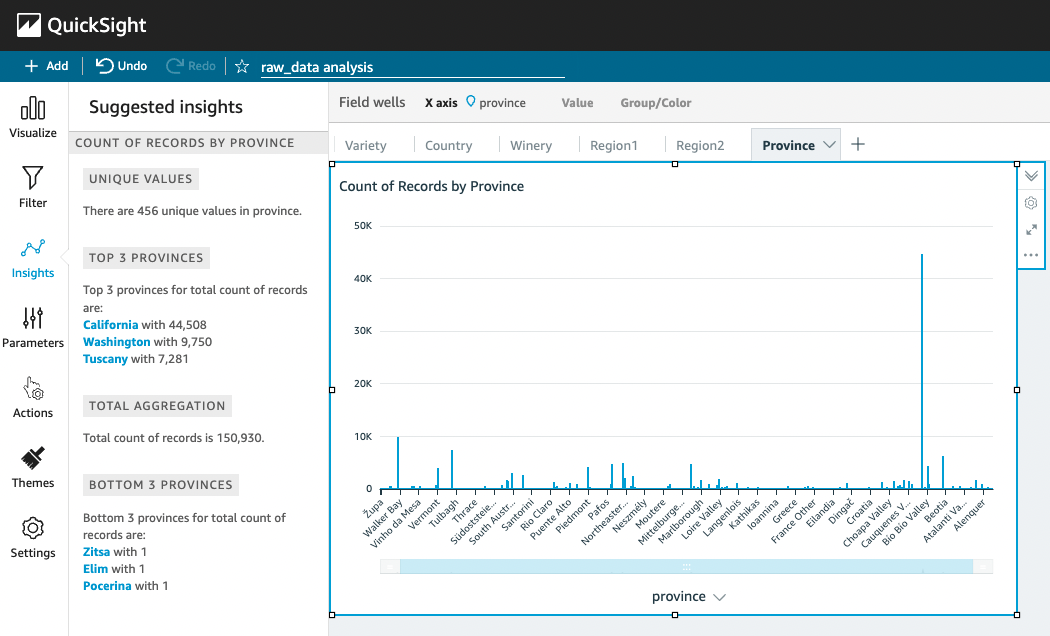 QuickSight
Add Undo Redo raw_data analysis
Visualize
Filter
Insights
Parameters
Actions
Themes
Settings
Suggested insights
COUNT OF RECORDS BY PROVINCE
UNIQUE VALUES
There are 456 unique values in province.
TOP 3 PROVINCES
Top 3 provinces for total count of records
are:
California with 44,508
Washington with 9,750
Tuscany with 7,281
TOTAL AGGREGATION
Total count of records is 150,930.
BOTTOM 3 PROVINCES
Bottom 3 provinces for total count of
records are:
Zitsa with 1
Elim with 1
Pocerina with 1
Field wells X axis province Value Group/Color
Variety Country Winery Region1 Region2 Province
Count of Records by Province
50K
40K
30K
20K
10K
0
Župa
Walker Bay
Vinho da Mesa
Vermont
Tulbagh
Thrace
Südoststeie...
South Austr...
Santorini
Rio Claro
Puente Alto
Piedmont
Pafos
Northeaster...
Neszmély
Moutere
Mittelburge...
Marlborough
Loire Valley
Langenlois
Kathikas
Ioannina
Greece
France Other
Eilandia
Dingač
Croatia
Choapa Valley
Cauquenes V...
Bío Bío Valley
Beotia
Atalanti Va...
Alenquer
province